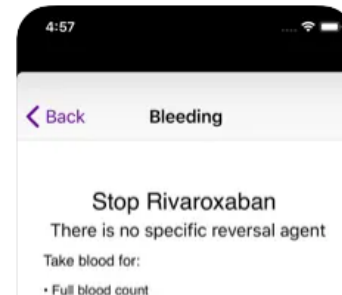 4:57
Back
Bleeding
Stop Rivaroxaban
There is no specific reversal agent
Take blood for:
• Full blood count